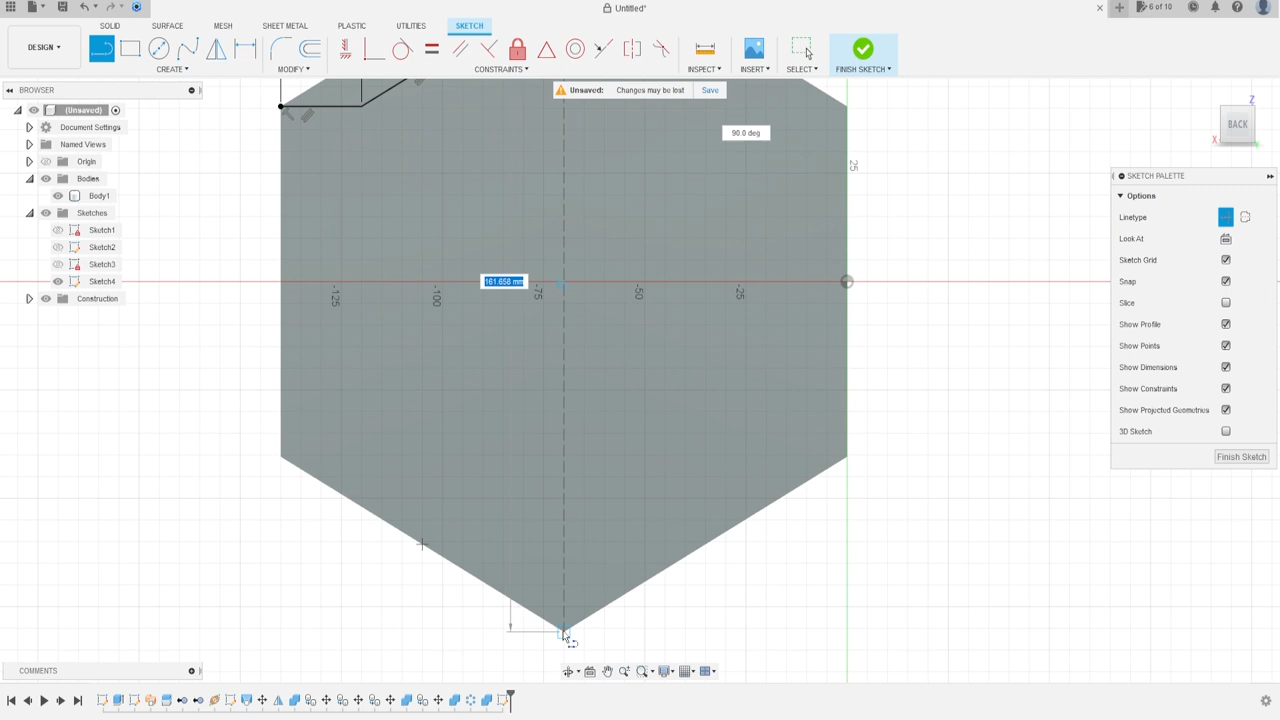 Untitled*
6 of 10
SOLID SURFACE MESH SHEET METAL PLASTIC UTILITIES SKETCH
DESIGN ▾
CREATE ▾ MODIFY ▾ CONSTRAINTS ▾ INSPECT ▾ INSERT ▾ SELECT ▾ FINISH SKETCH ▾
BROWSER
Unsaved: Changes may be lost Save
(Unsaved)
Document Settings
Named Views
Origin
Bodies
Body1
Sketches
Sketch1
Sketch2
Sketch3
Sketch4
Construction
90.0 deg
25
161.658 mm
-125 -100 -75 -50 -25
Z
BACK
X
SKETCH PALETTE
Options
Linetype
Look At
Sketch Grid
Snap
Slice
Show Profile
Show Points
Show Dimensions
Show Constraints
Show Projected Geometries
3D Sketch
Finish Sketch
COMMENTS